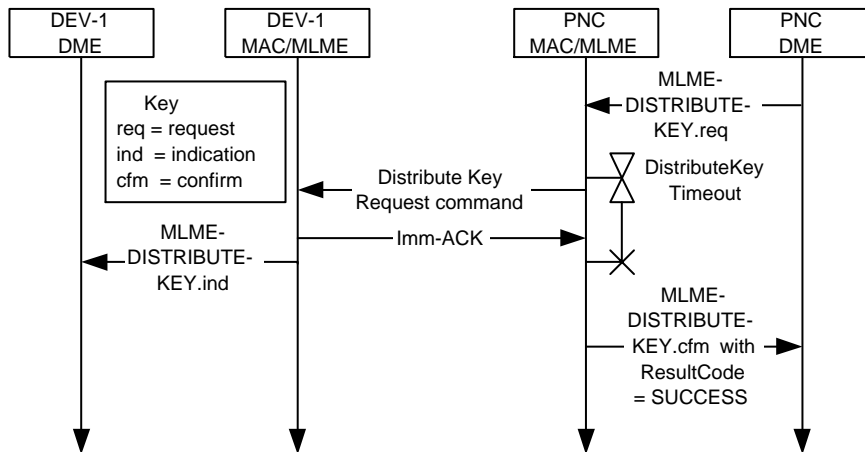 DEV-1
DME
DEV-1
MAC/MLME
PNC
MAC/MLME
PNC
DME
Key
req = request
ind = indication
cfm = confirm
MLME-
DISTRIBUTE-
KEY.req
DistributeKey
Timeout
Distribute Key
Request command
Imm-ACK
MLME-
DISTRIBUTE-
KEY.ind
MLME-
DISTRIBUTE-
KEY.cfm with
ResultCode
= SUCCESS